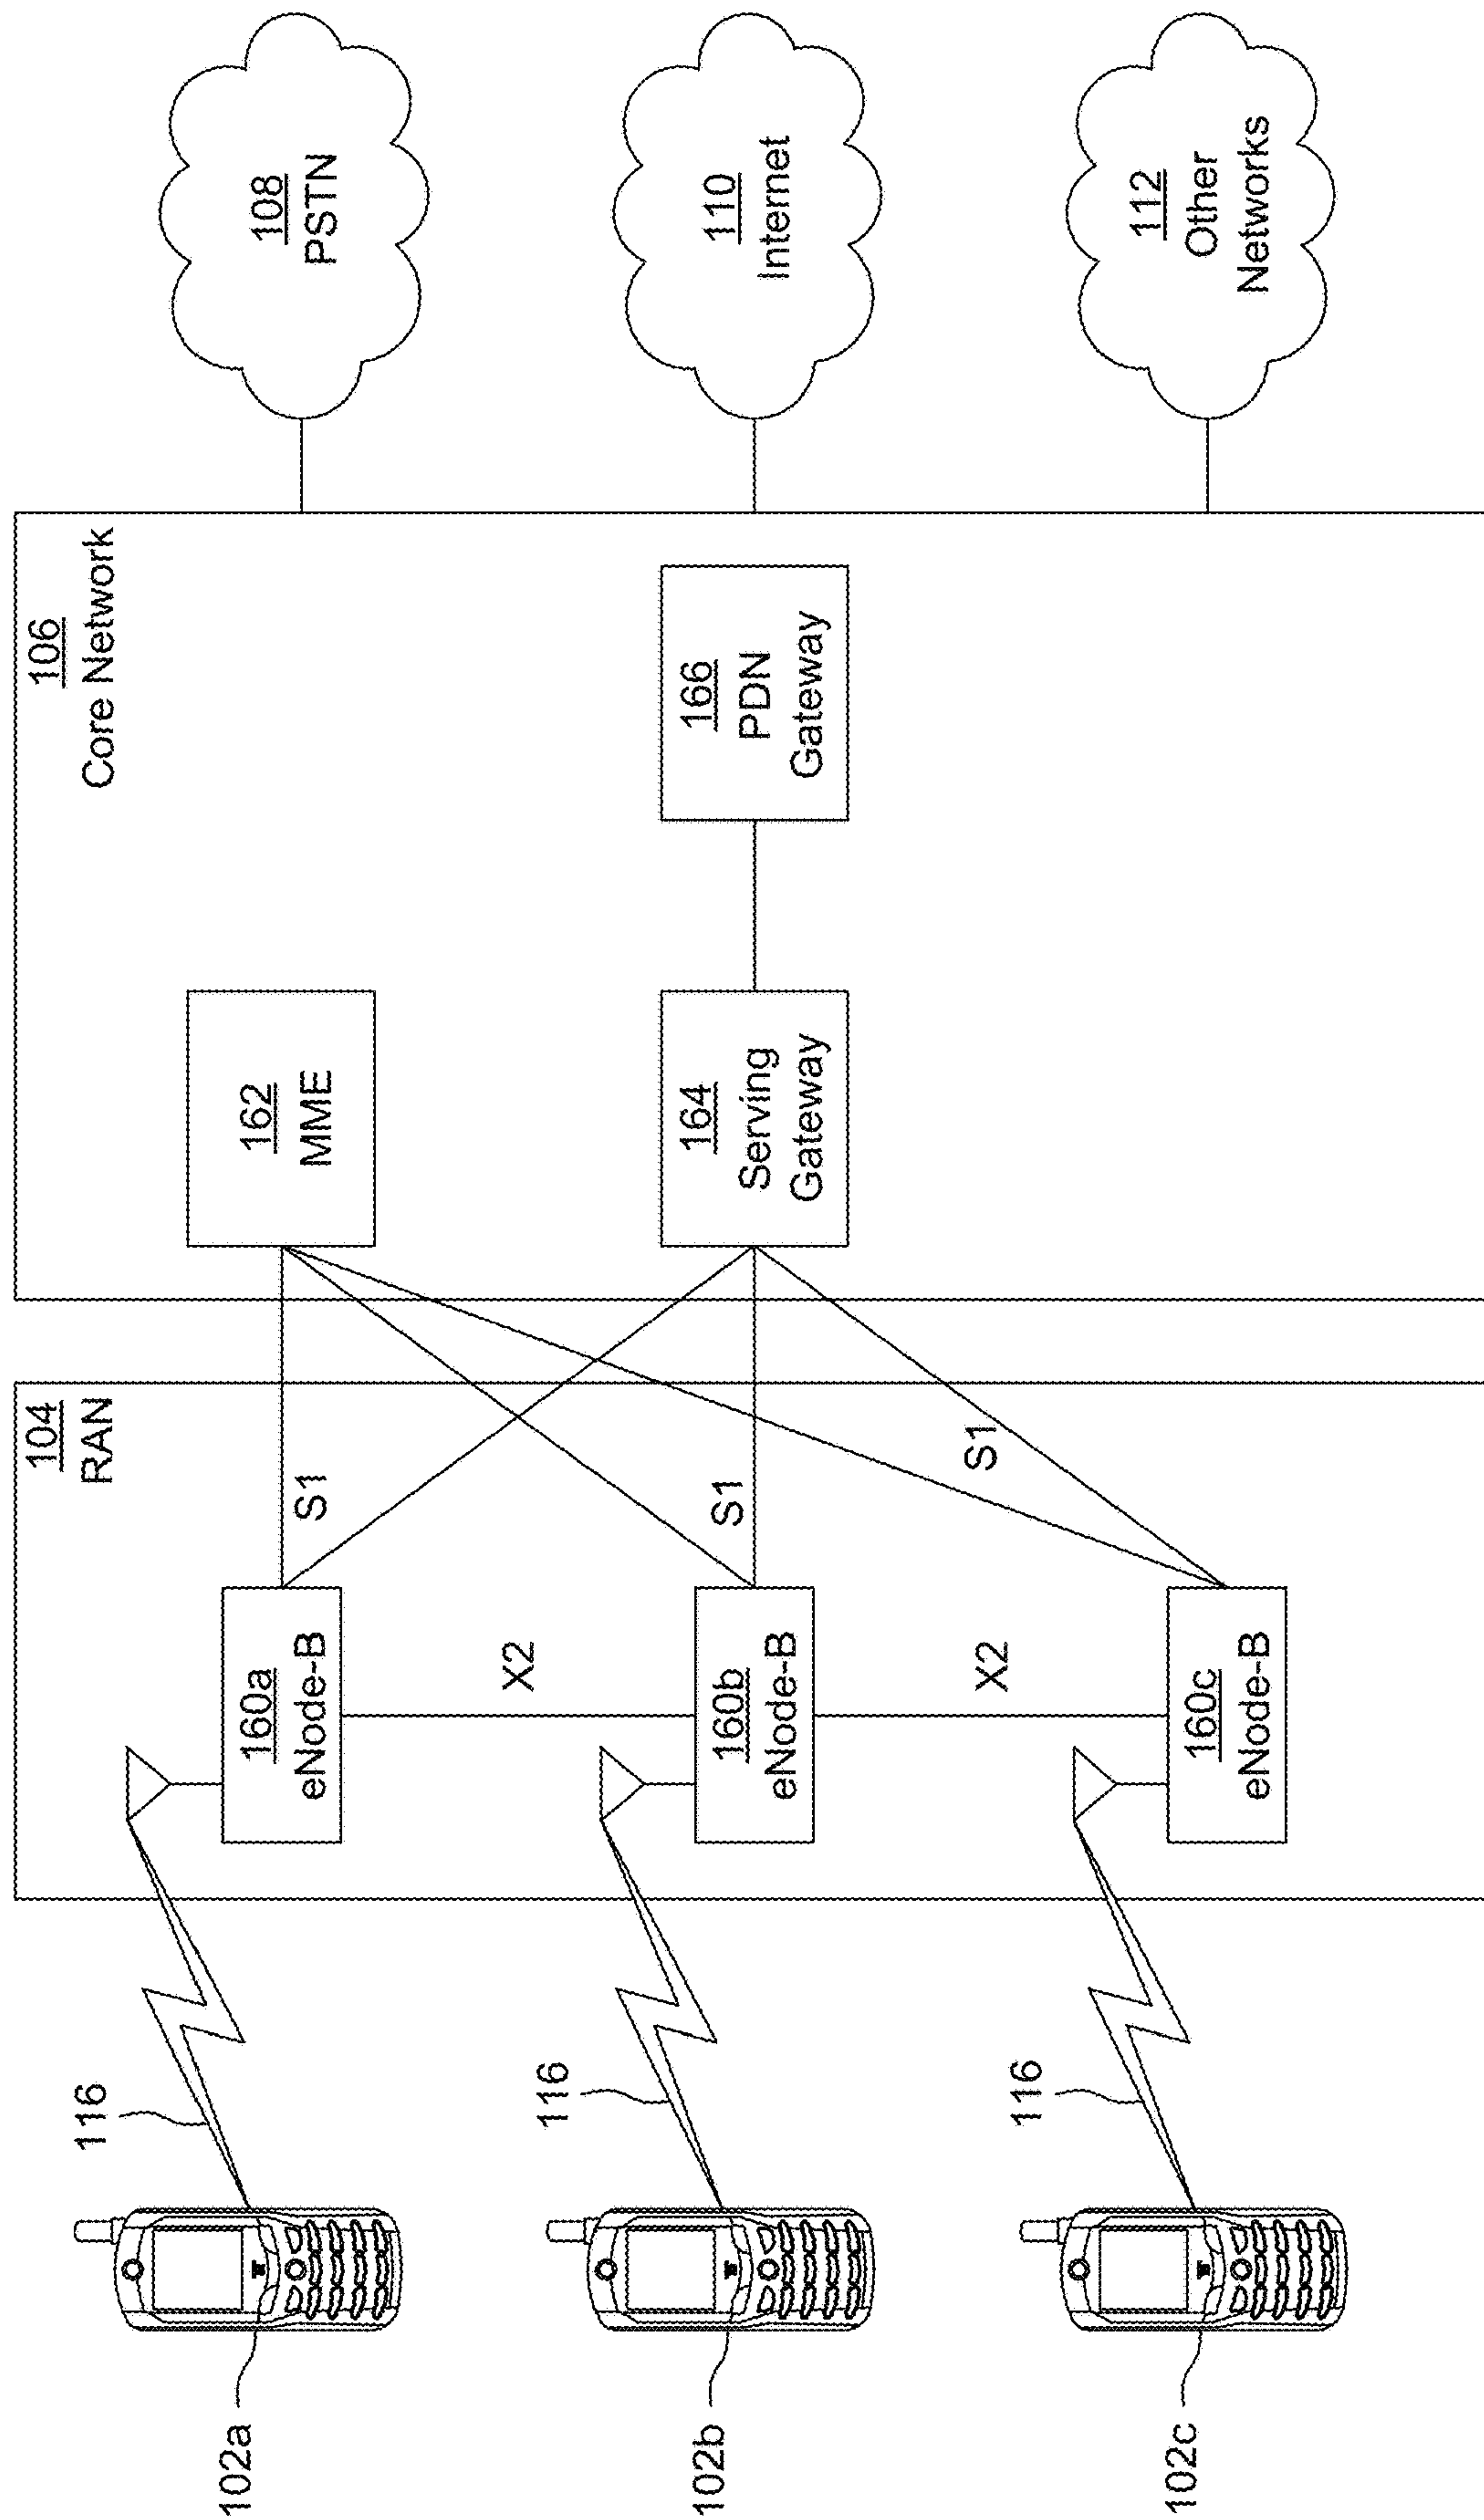 102a
116
160a
eNode-B
104
RAN
S1
162
MME
106
Core Network
108
PSTN
X2
102b
116
160b
eNode-B
S1
164
Serving
Gateway
166
PDN
Gateway
110
Internet
X2
102c
116
160c
eNode-B
S1
112
Other
Networks